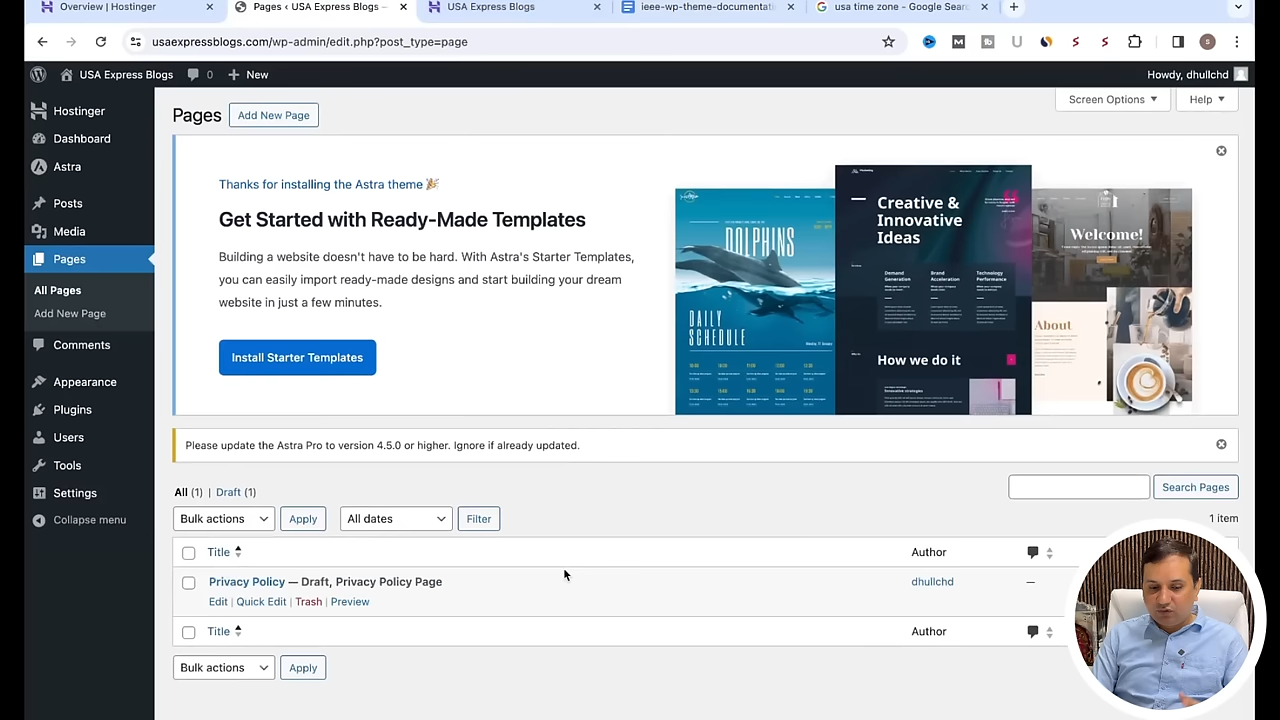 Overview | Hostinger
Pages ‹ USA Express Blogs —
USA Express Blogs
ieee-wp-theme-documentati
usa time zone - Google Sear
usaexpressblogs.com/wp-admin/edit.php?post_type=page
USA Express Blogs
0
New
Howdy, dhullchd
Hostinger
Dashboard
Astra
Posts
Media
Pages
All Pages
Add New Page
Comments
Plugins
Users
Tools
Settings
Collapse menu
Pages
Add New Page
Screen Options
Help
Thanks for installing the Astra theme 🎉
Get Started with Ready-Made Templates
Building a website doesn't have to be hard. With Astra's Starter Templates,
you can easily import ready-made designs and start building your dream
website in just a few minutes.
Install Starter Templates
DOLPHINS
DAILY
SCHEDULE
Creative &
Innovative
Ideas
Demand
Generation
Brand
Acceleration
Technology
Performance
How we do it
Welcome!
About
Please update the Astra Pro to version 4.5.0 or higher. Ignore if already updated.
All (1) | Draft (1)
Search Pages
Bulk actions
Apply
All dates
Filter
1 item
Title
Author
Privacy Policy — Draft, Privacy Policy Page
dhullchd
—
Edit | Quick Edit | Trash | Preview
Title
Author
Bulk actions
Apply